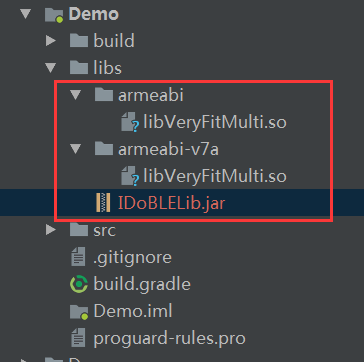 Demo
build
libs
armeabi
libVeryFitMulti.so
armeabi-v7a
libVeryFitMulti.so
IDoBLELib.jar
src
.gitignore
build.gradle
Demo.iml
proguard-rules.pro